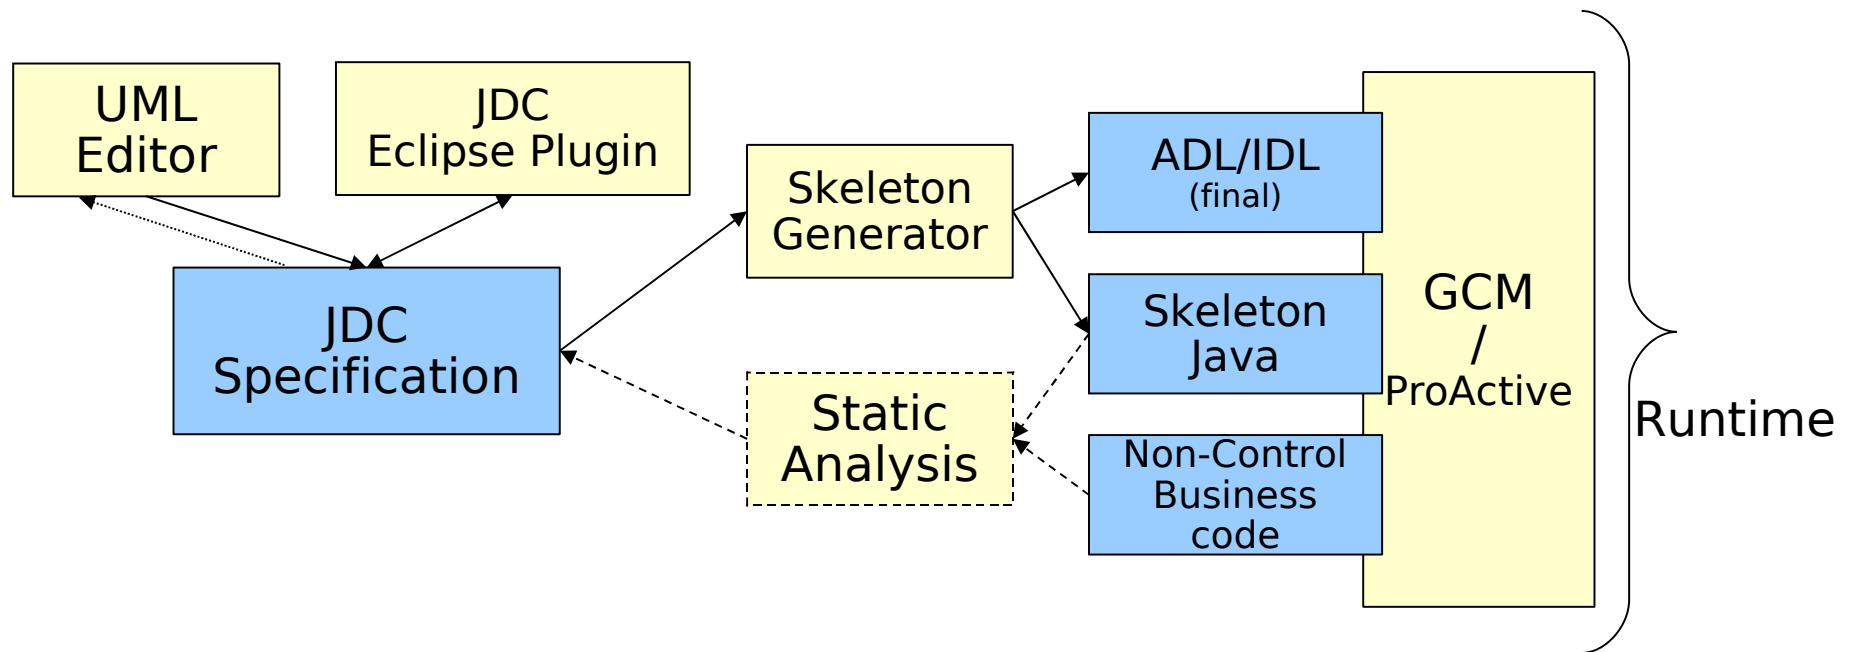 UML
Editor
JDC
Eclipse Plugin
JDC
Specification
Skeleton
Generator
Static
Analysis
ADL/IDL
(final)
Skeleton
Java
Non-Control
Business
code
GCM
/
ProActive
Runtime